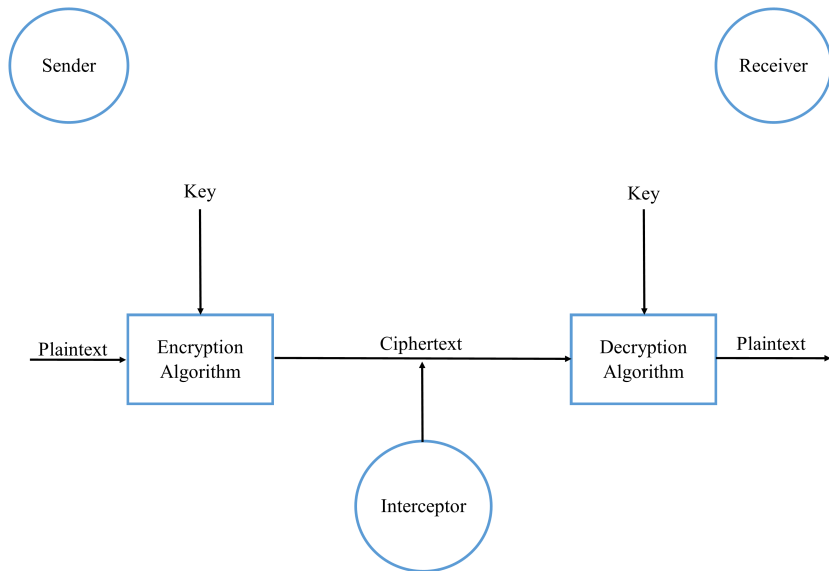 Sender
Receiver
Key
Key
Plaintext
Encryption
Algorithm
Ciphertext
Decryption
Algorithm
Plaintext
Interceptor